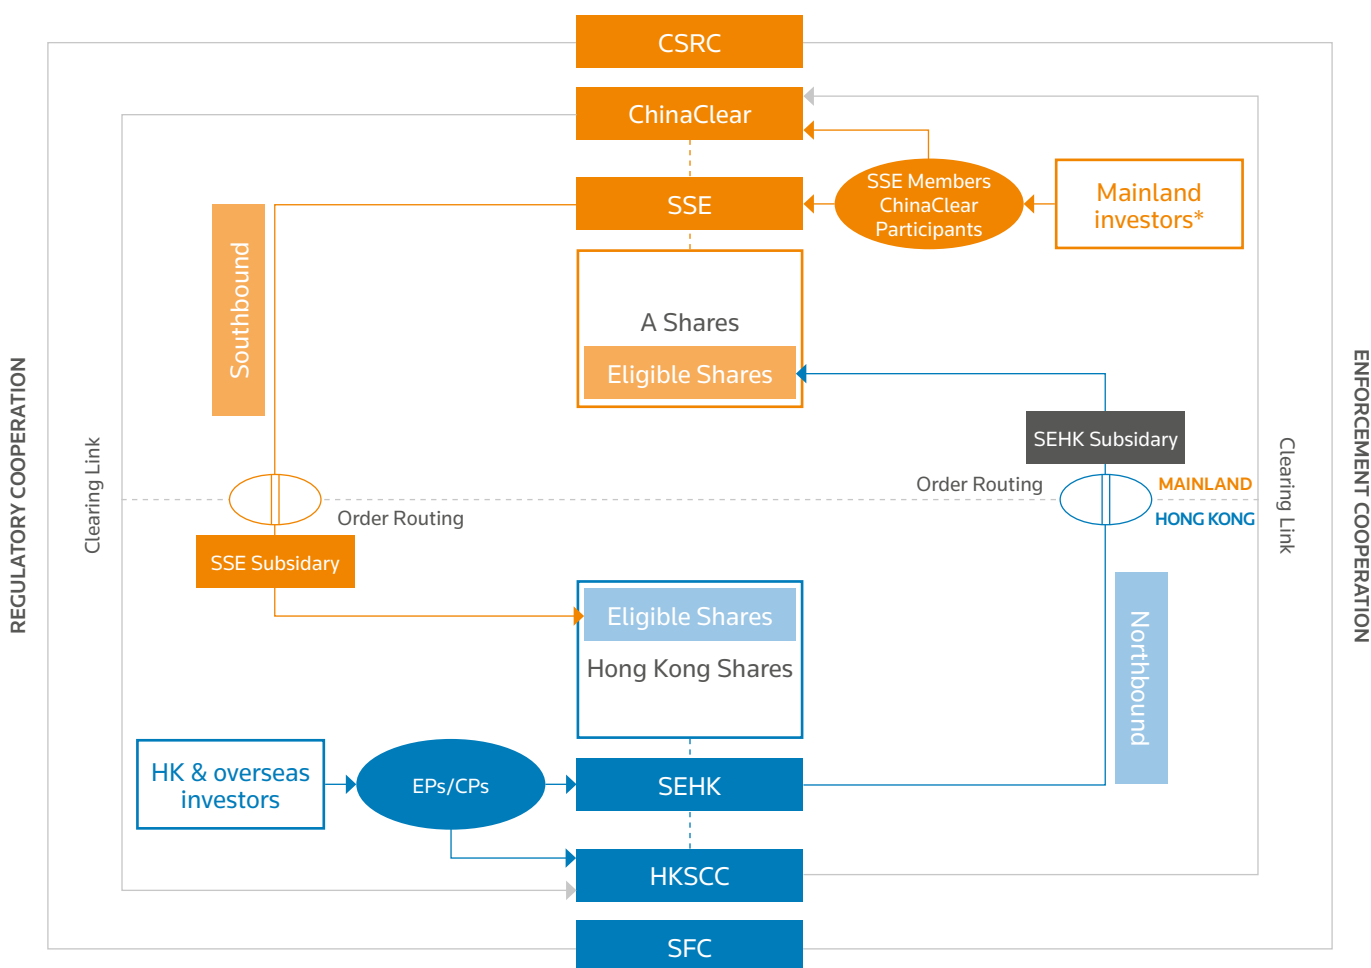 CSRC
ChinaClear
SSE
SSE Members
ChinaClear
Participants
Mainland
investors*
Southbound
A Shares
Eligible Shares
REGULATORY COOPERATION
ENFORCEMENT COOPERATION
Clearing Link
Clearing Link
SEHK Subsidary
Order Routing
MAINLAND
HONG KONG
Order Routing
SSE Subsidary
Eligible Shares
Hong Kong Shares
Northbound
HK & overseas
investors
EPs/CPs
SEHK
HKSCC
SFC